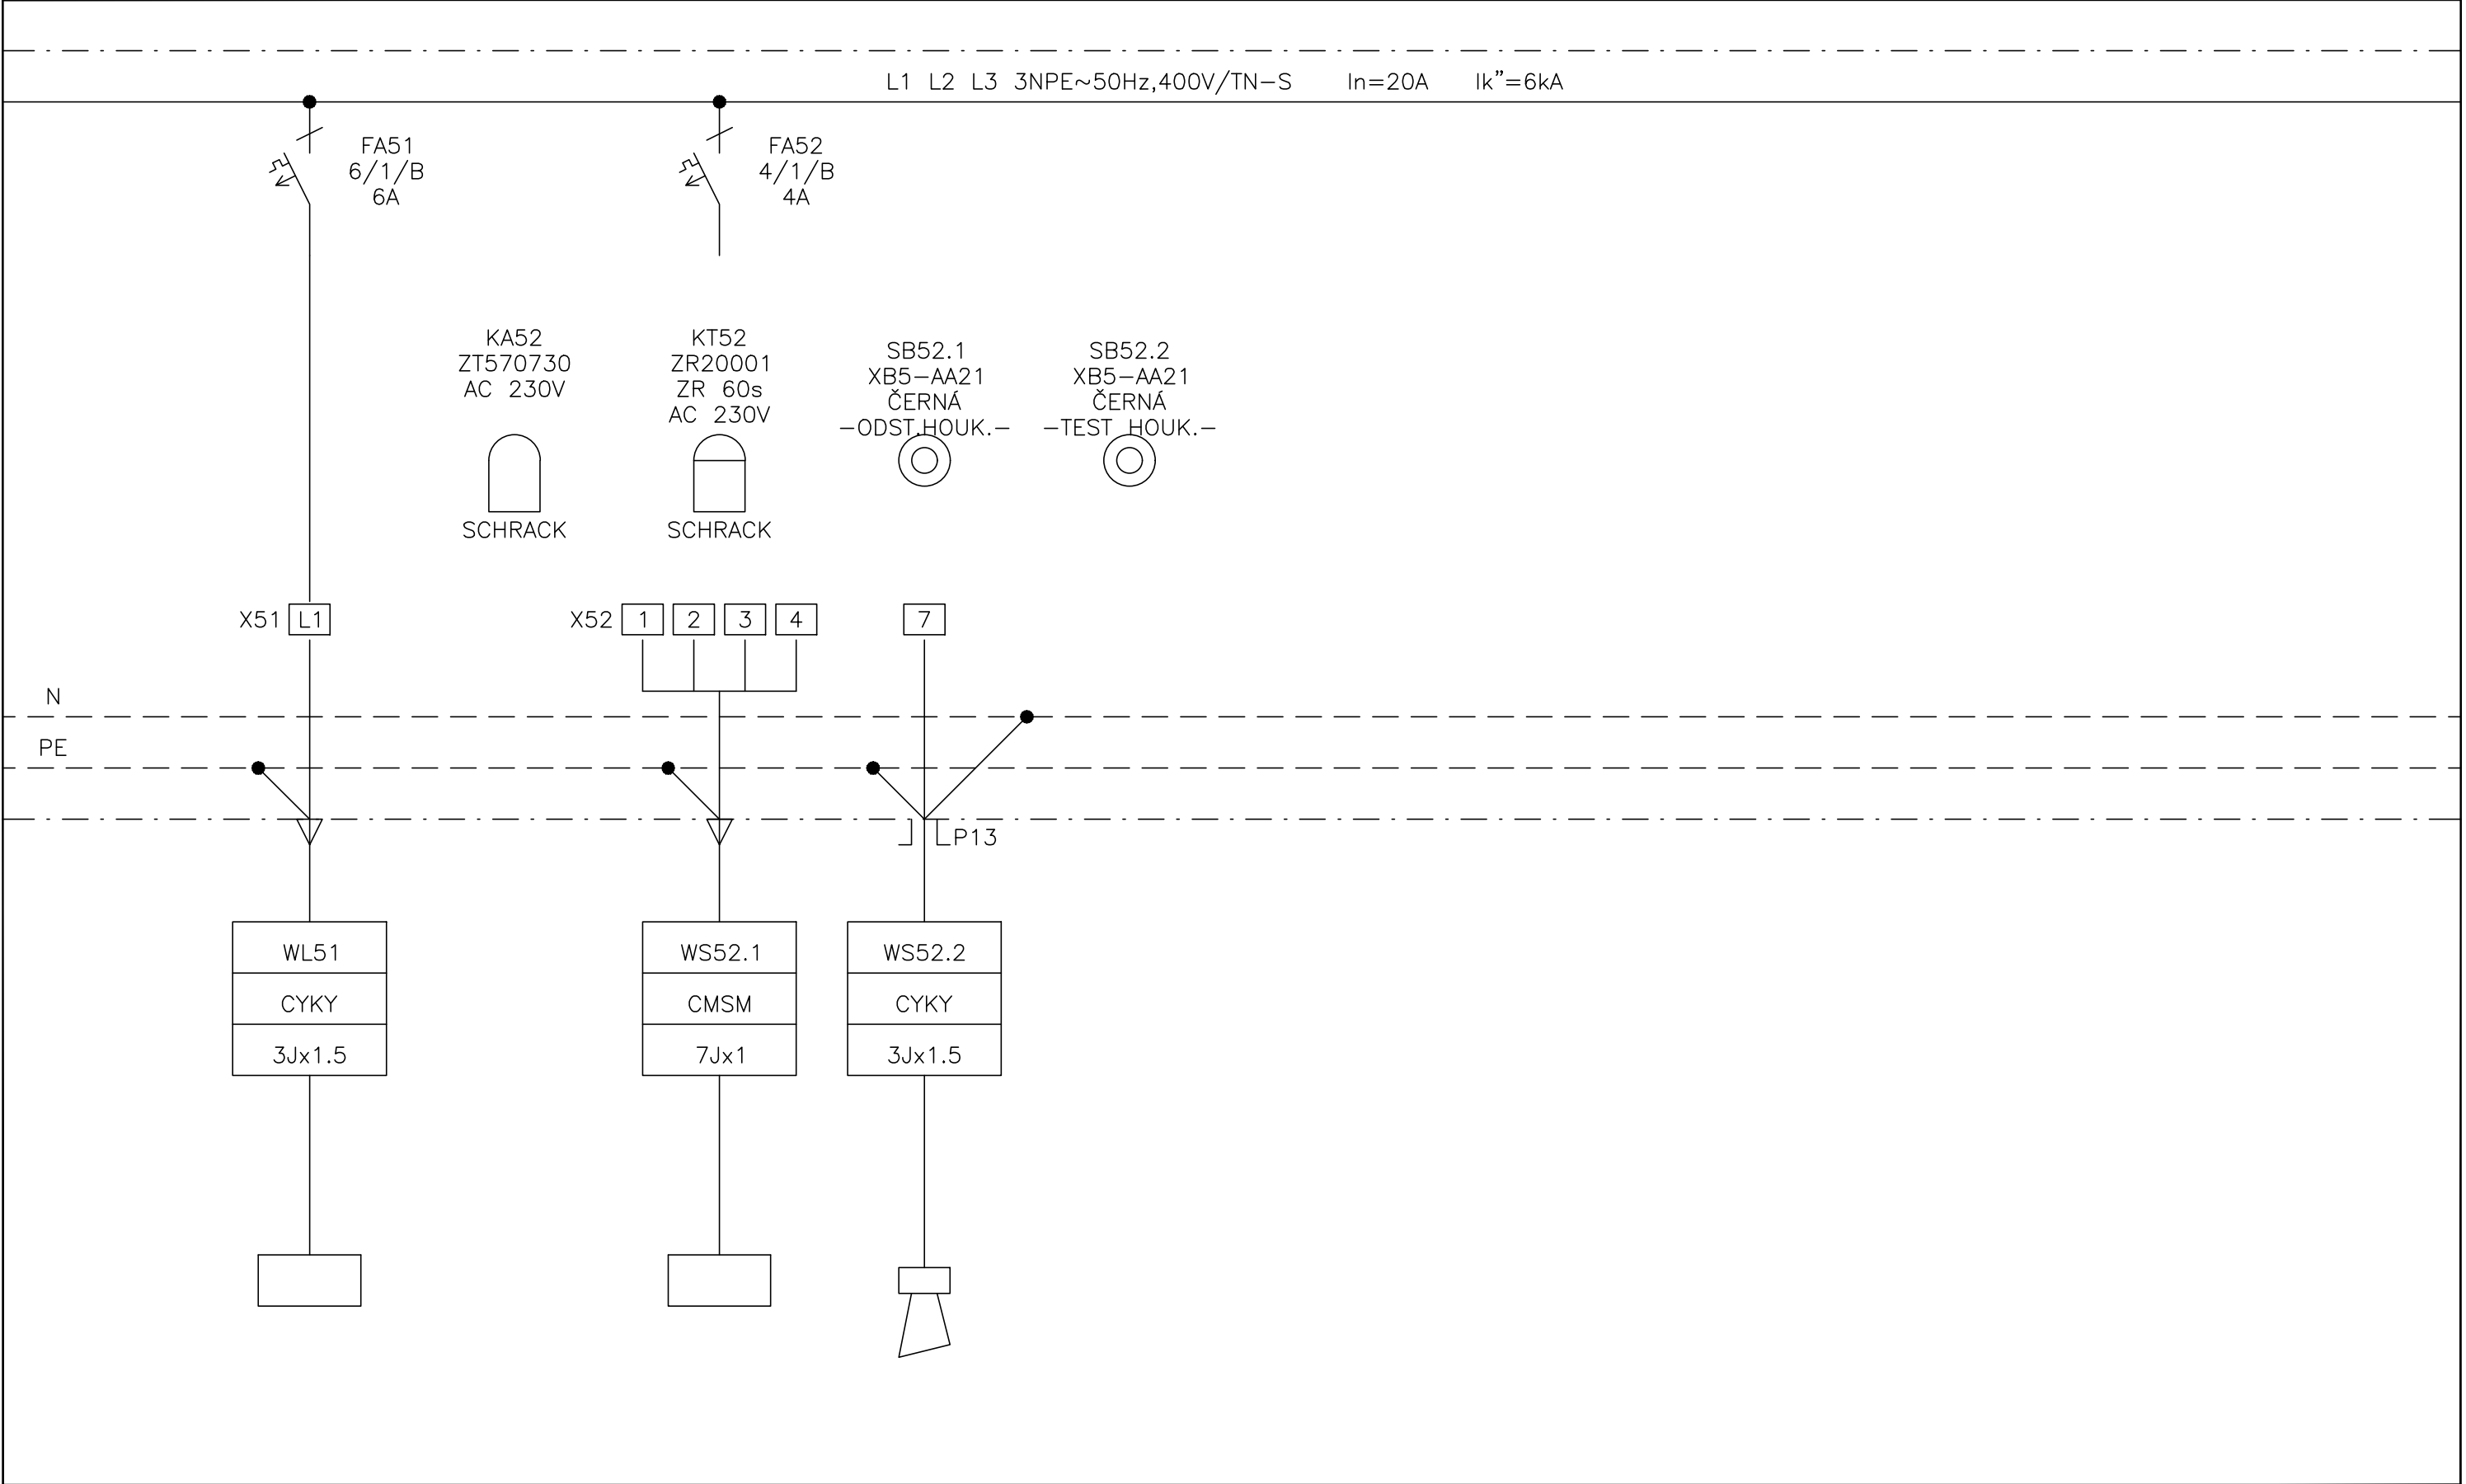 L1 L2 L3 3NPE~50Hz,400V/TN-S In=20A Ik"=6kA
FA51
6/1/B
6A
FA52
4/1/B
4A
KA52
ZT570730
AC 230V
SCHRACK
KT52
ZR20001
ZR 60s
AC 230V
SCHRACK
SB52.1
XB5-AA21
ČERNÁ
-ODST.HOUK.-
SB52.2
XB5-AA21
ČERNÁ
-TEST HOUK.-
X51 L1
X52 1 2 3 4 7
N
PE
P13
WL51
CYKY
3Jx1.5
WS52.1
CMSM
7Jx1
WS52.2
CYKY
3Jx1.5